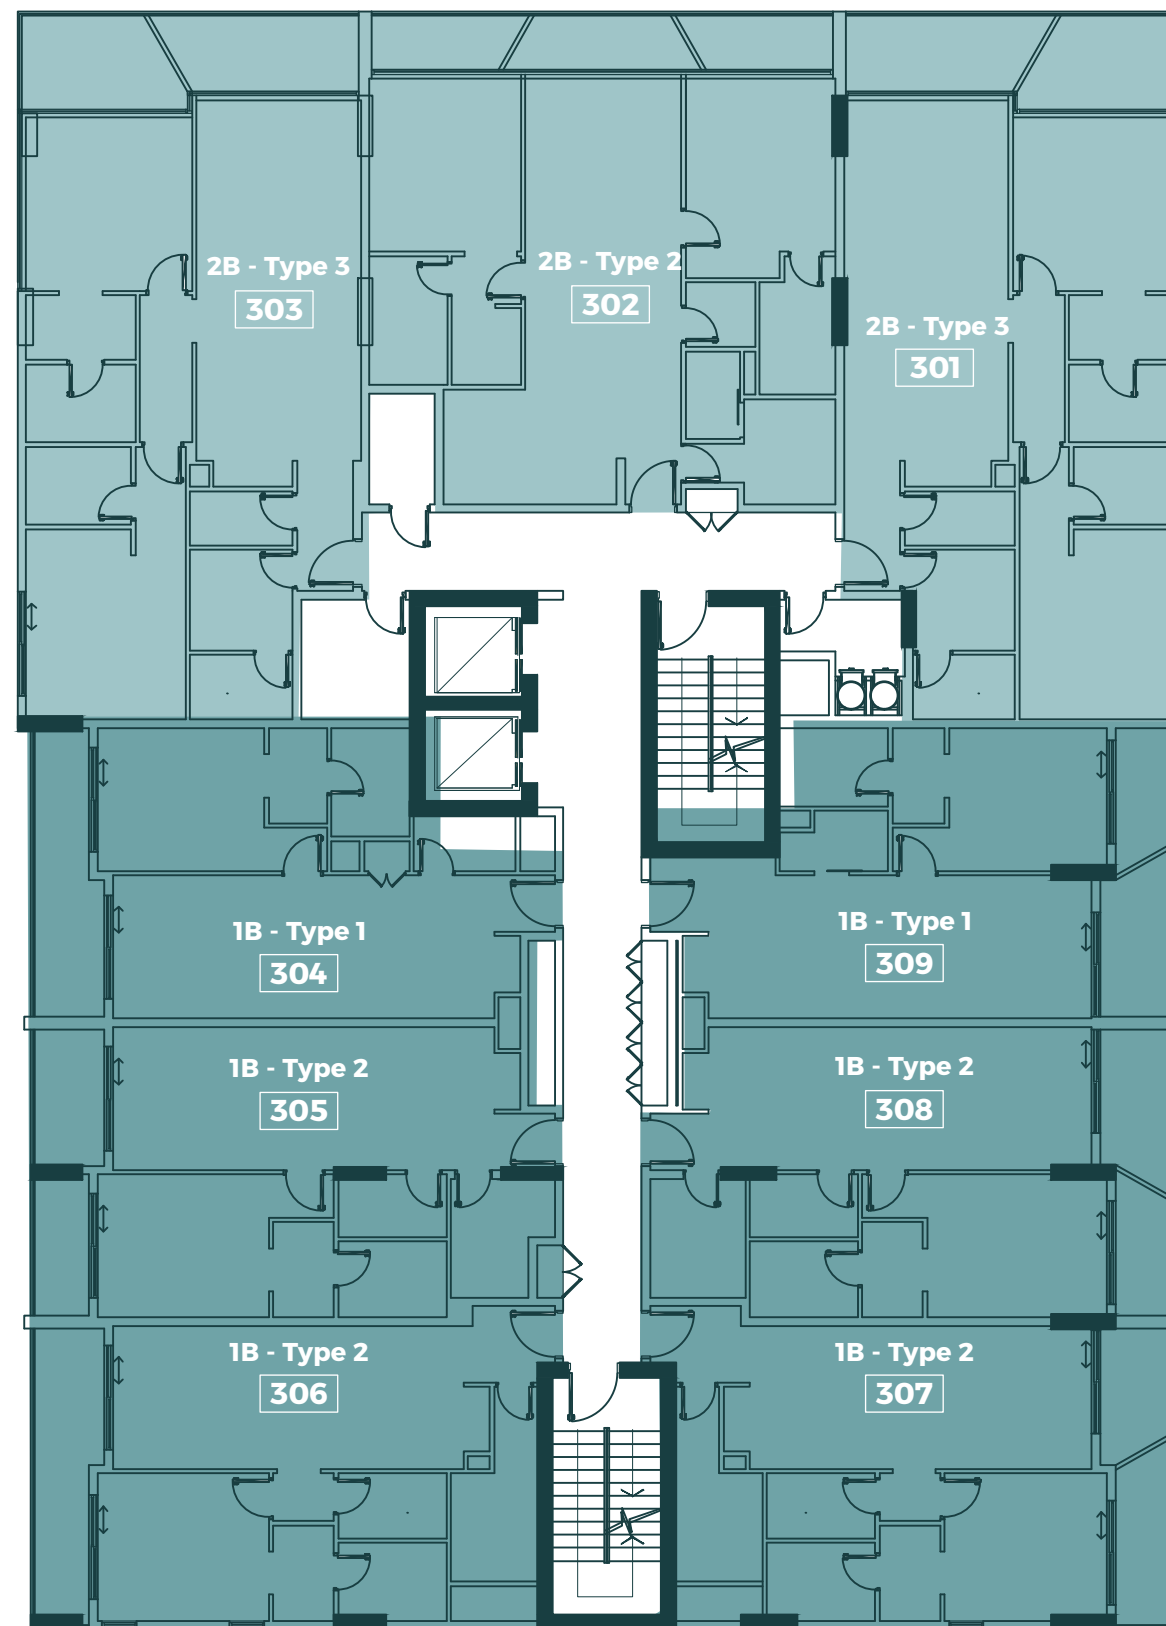 2B - Type 3
303
2B - Type 2
302
2B - Type 3
301
1B - Type 1
304
1B - Type 1
309
1B - Type 2
305
1B - Type 2
308
1B - Type 2
306
1B - Type 2
307